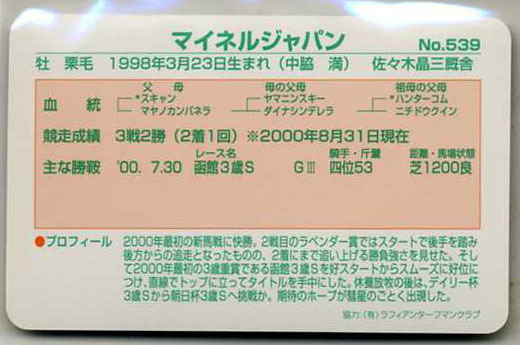 マイネルジャパン No.539
牡 栗毛 1998年3月23日生まれ(中脇 満) 佐々木晶三厩舎
父 母 母の父 母 祖母の父 母
血統 *スキャン ヤマニンスキー *ハンターコム
マヤノカンパネラ ダイナシンデレラ ニチドウクイン
競走成績 3戦2勝(2着1回) ※2000年8月31日現在
レース名 騎手・斤量 距離・馬場状態
主な勝鞍 '00. 7.30 函館3歳S GⅢ 四位53 芝1200良
●プロフィール 2000年最初の新馬戦に快勝。2戦目のラベンダー賞ではスタートで後手を踏み
後方からの追走となったものの、2着にまで追い上げる勝負強さを見せた。そ
して2000年最初の3歳重賞である函館3歳Sを好スタートからスムーズに好位に
つけ、直線でトップに立ってタイトルを手中にした。休養放牧の後は、デイリー杯
3歳Sから朝日杯3歳Sへ挑戦か。期待のホープが彗星のごとく出現した。
協力:(有)ラフィアンターフマンクラブ